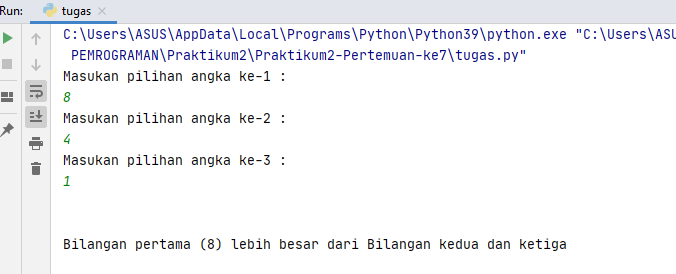 Run:
tugas
C:\Users\ASUS\AppData\Local\Programs\Python\Python39\python.exe "C:\Users\ASU
PEMROGRAMAN\Praktikum2\Praktikum2-Pertemuan-ke7\tugas.py"
Masukan pilihan angka ke-1 :
8
Masukan pilihan angka ke-2 :
4
Masukan pilihan angka ke-3 :
1
Bilangan pertama (8) lebih besar dari Bilangan kedua dan ketiga